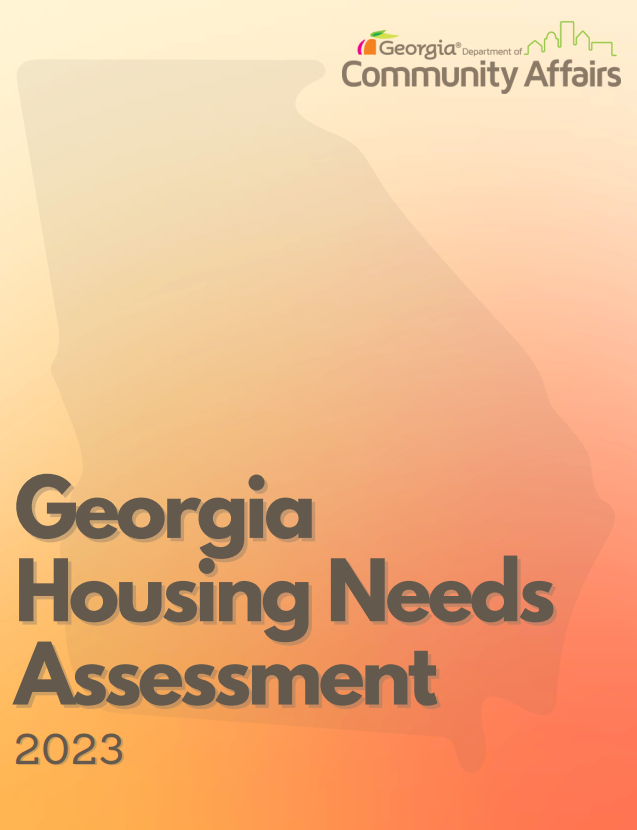 Georgia® Department of
Community Affairs
Georgia
Housing Needs
Assessment
2023